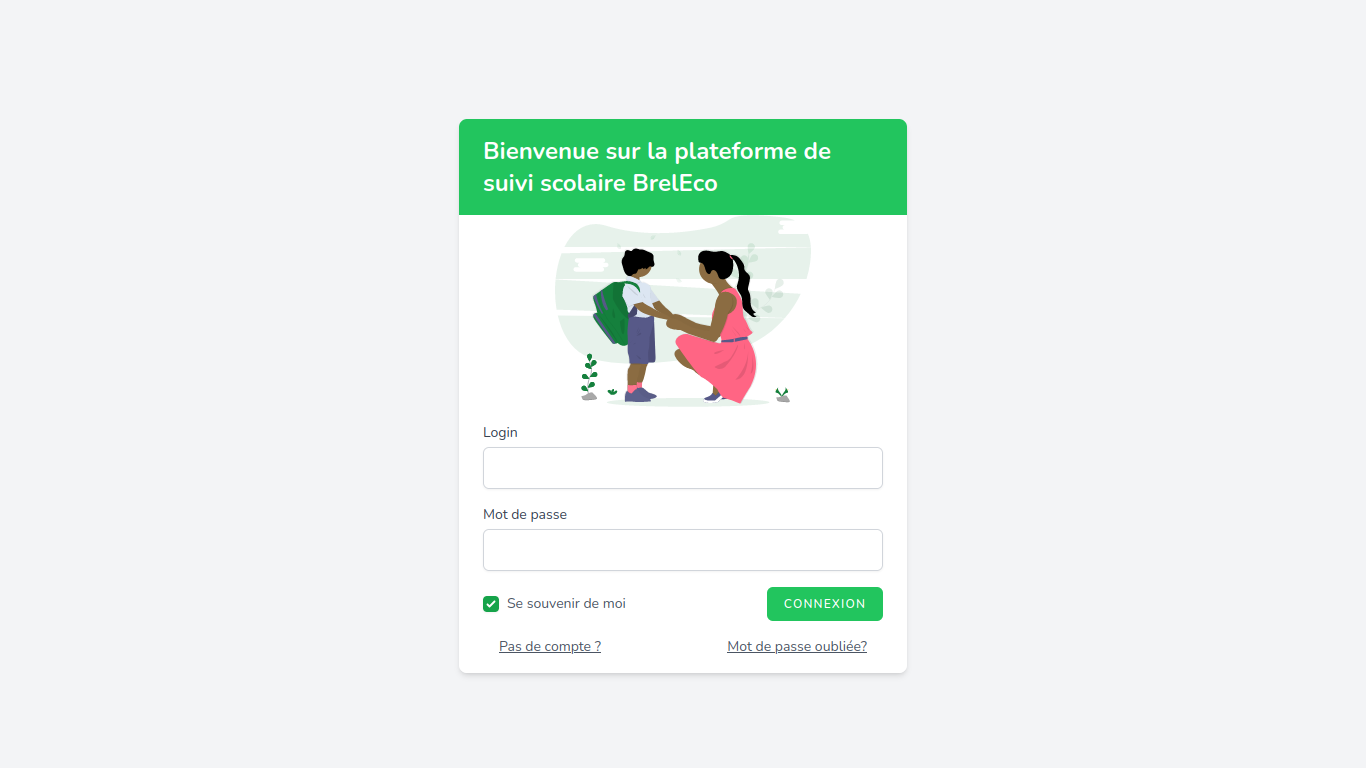 Bienvenue sur la plateforme de
suivi scolaire BrelEco
Login
Mot de passe
Se souvenir de moi
CONNEXION
Pas de compte ?
Mot de passe oubliée?